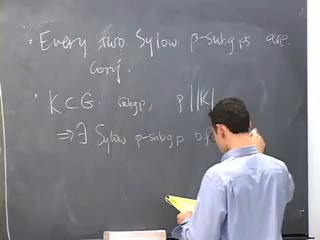 · Every two Sylow p-subgps are
conj.
· K ⊂ G. subgp, p | |K|
⇒ ∃ Sylow p-subgp of